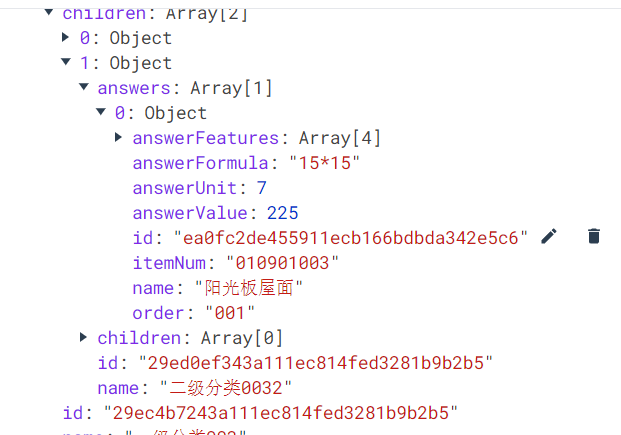 children: Array[2]
0: Object
1: Object
answers: Array[1]
0: Object
answerFeatures: Array[4]
answerFormula: "15*15"
answerUnit: 7
answerValue: 225
id: "ea0fc2de455911ecb166bdbda342e5c6"
itemNum: "010901003"
name: "阳光板屋面"
order: "001"
children: Array[0]
id: "29ed0ef343a111ec814fed3281b9b2b5"
name: "二级分类0032"
id: "29ec4b7243a111ec814fed3281b9b2b5"